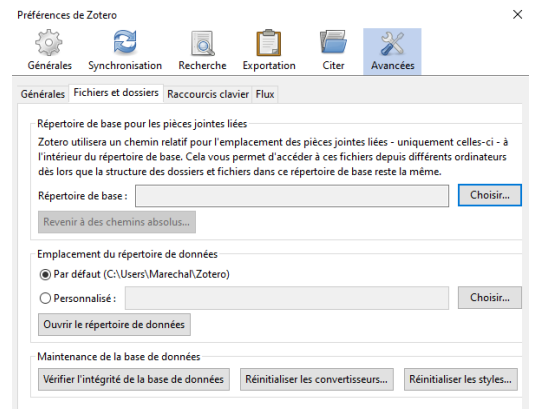 Préférences de Zotero
Générales Synchronisation Recherche Exportation Citer Avancées
Générales Fichiers et dossiers Raccourcis clavier Flux
Répertoire de base pour les pièces jointes liées
Zotero utilisera un chemin relatif pour l'emplacement des pièces jointes liées - uniquement celles-ci - à
l'intérieur du répertoire de base. Cela vous permet d'accéder à ces fichiers depuis différents ordinateurs
dès lors que la structure des dossiers et fichiers dans ce répertoire de base reste la même.
Répertoire de base : Choisir...
Revenir à des chemins absolus...
Emplacement du répertoire de données
Par défaut (C:\Users\Marechal\Zotero)
Personnalisé : Choisir...
Ouvrir le répertoire de données
Maintenance de la base de données
Vérifier l'intégrité de la base de données Réinitialiser les convertisseurs... Réinitialiser les styles...